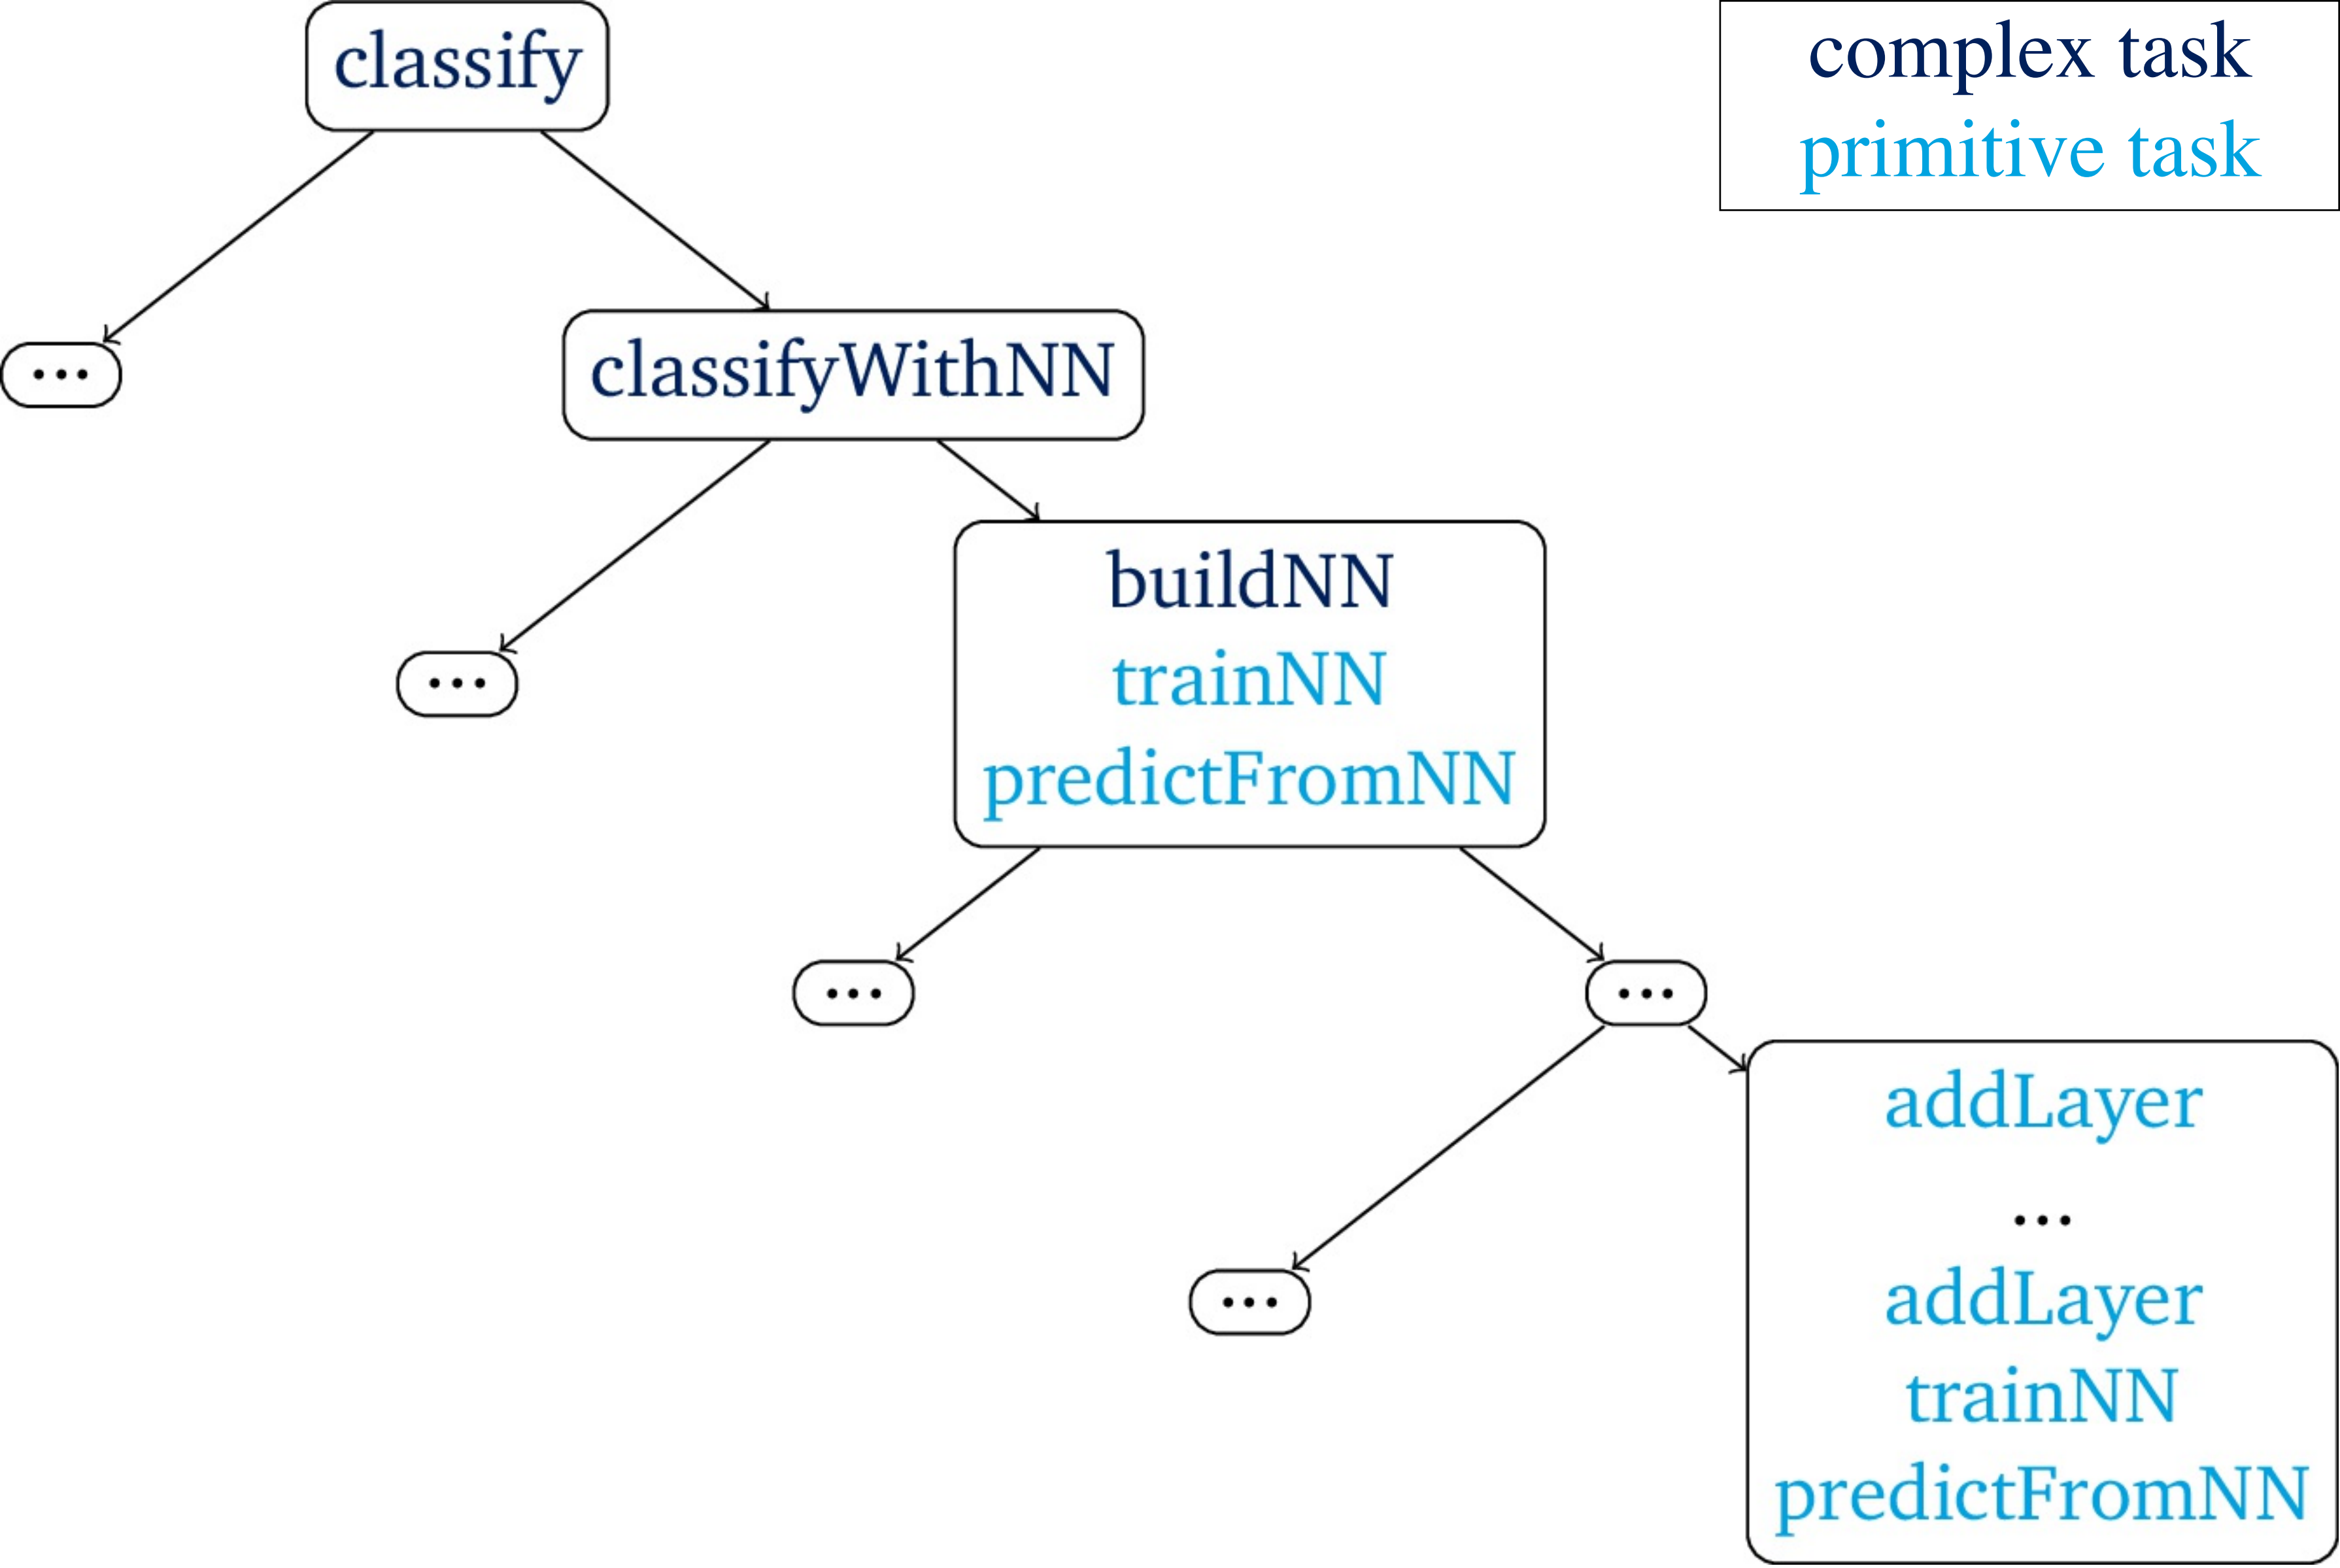 classify
complex task
primitive task
...
classifyWithNN
...
buildNN
trainNN
predictFromNN
...
...
...
addLayer
...
addLayer
trainNN
predictFromNN